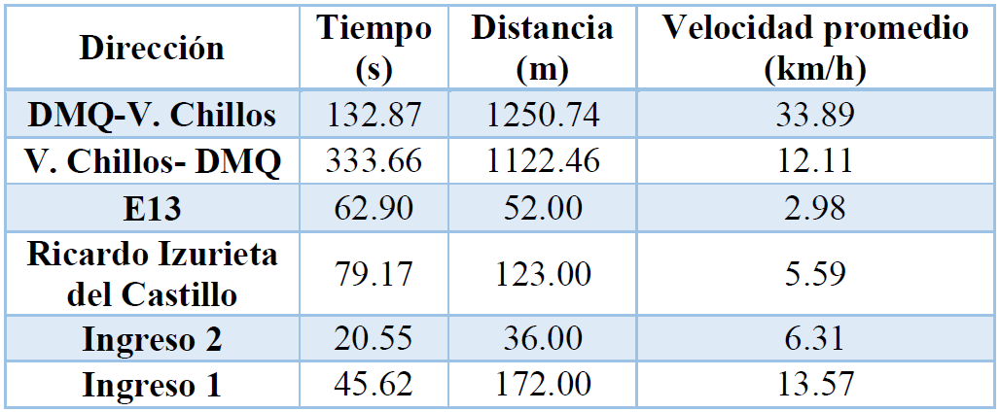 Dirección Tiempo (s) Distancia (m) Velocidad promedio (km/h)
DMQ-V. Chillos 132.87 1250.74 33.89
V. Chillos- DMQ 333.66 1122.46 12.11
E13 62.90 52.00 2.98
Ricardo Izurieta del Castillo 79.17 123.00 5.59
Ingreso 2 20.55 36.00 6.31
Ingreso 1 45.62 172.00 13.57